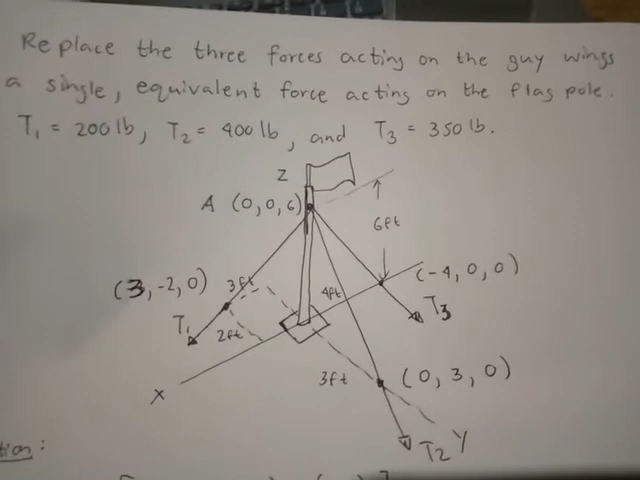 Replace the three forces acting on the guy wings
a single, equivalent force acting on the flag pole.
T₁ = 200 lb, T₂ = 400 lb, and T₃ = 350 lb.
Z
A (0,0,6)
6ft
(3,-2,0)
3ft
4ft
(-4,0,0)
T₁
2ft
T₃
X
3ft
(0,3,0)
T₂ Y
tion: